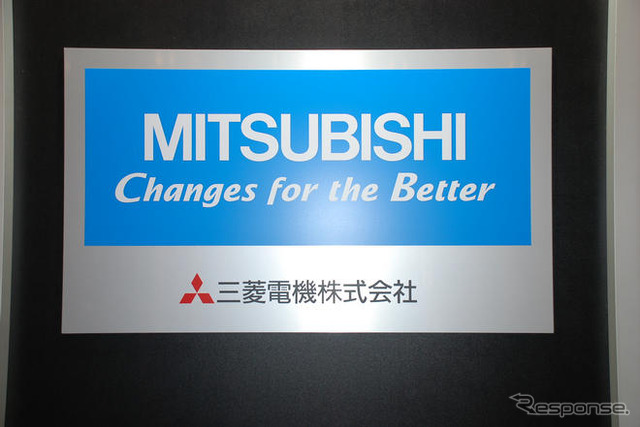 MITSUBISHI
Changes for the Better
三菱電機株式会社
Response.